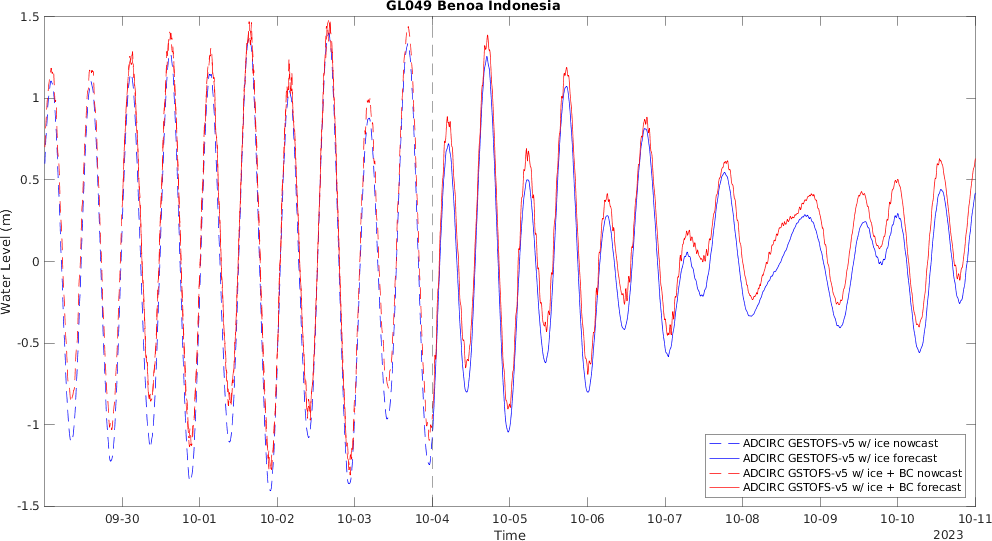 GL049 Benoa Indonesia
1.5
1
0.5
0
-0.5
-1
-1.5
Water Level (m)
ADCIRC GESTOFS-v5 w/ ice nowcast
ADCIRC GESTOFS-v5 w/ ice forecast
ADCIRC GSTOFS-v5 w/ ice + BC nowcast
ADCIRC GSTOFS-v5 w/ ice + BC forecast
09-30 10-01 10-02 10-03 10-04 10-05 10-06 10-07 10-08 10-09 10-10 10-11
Time
2023